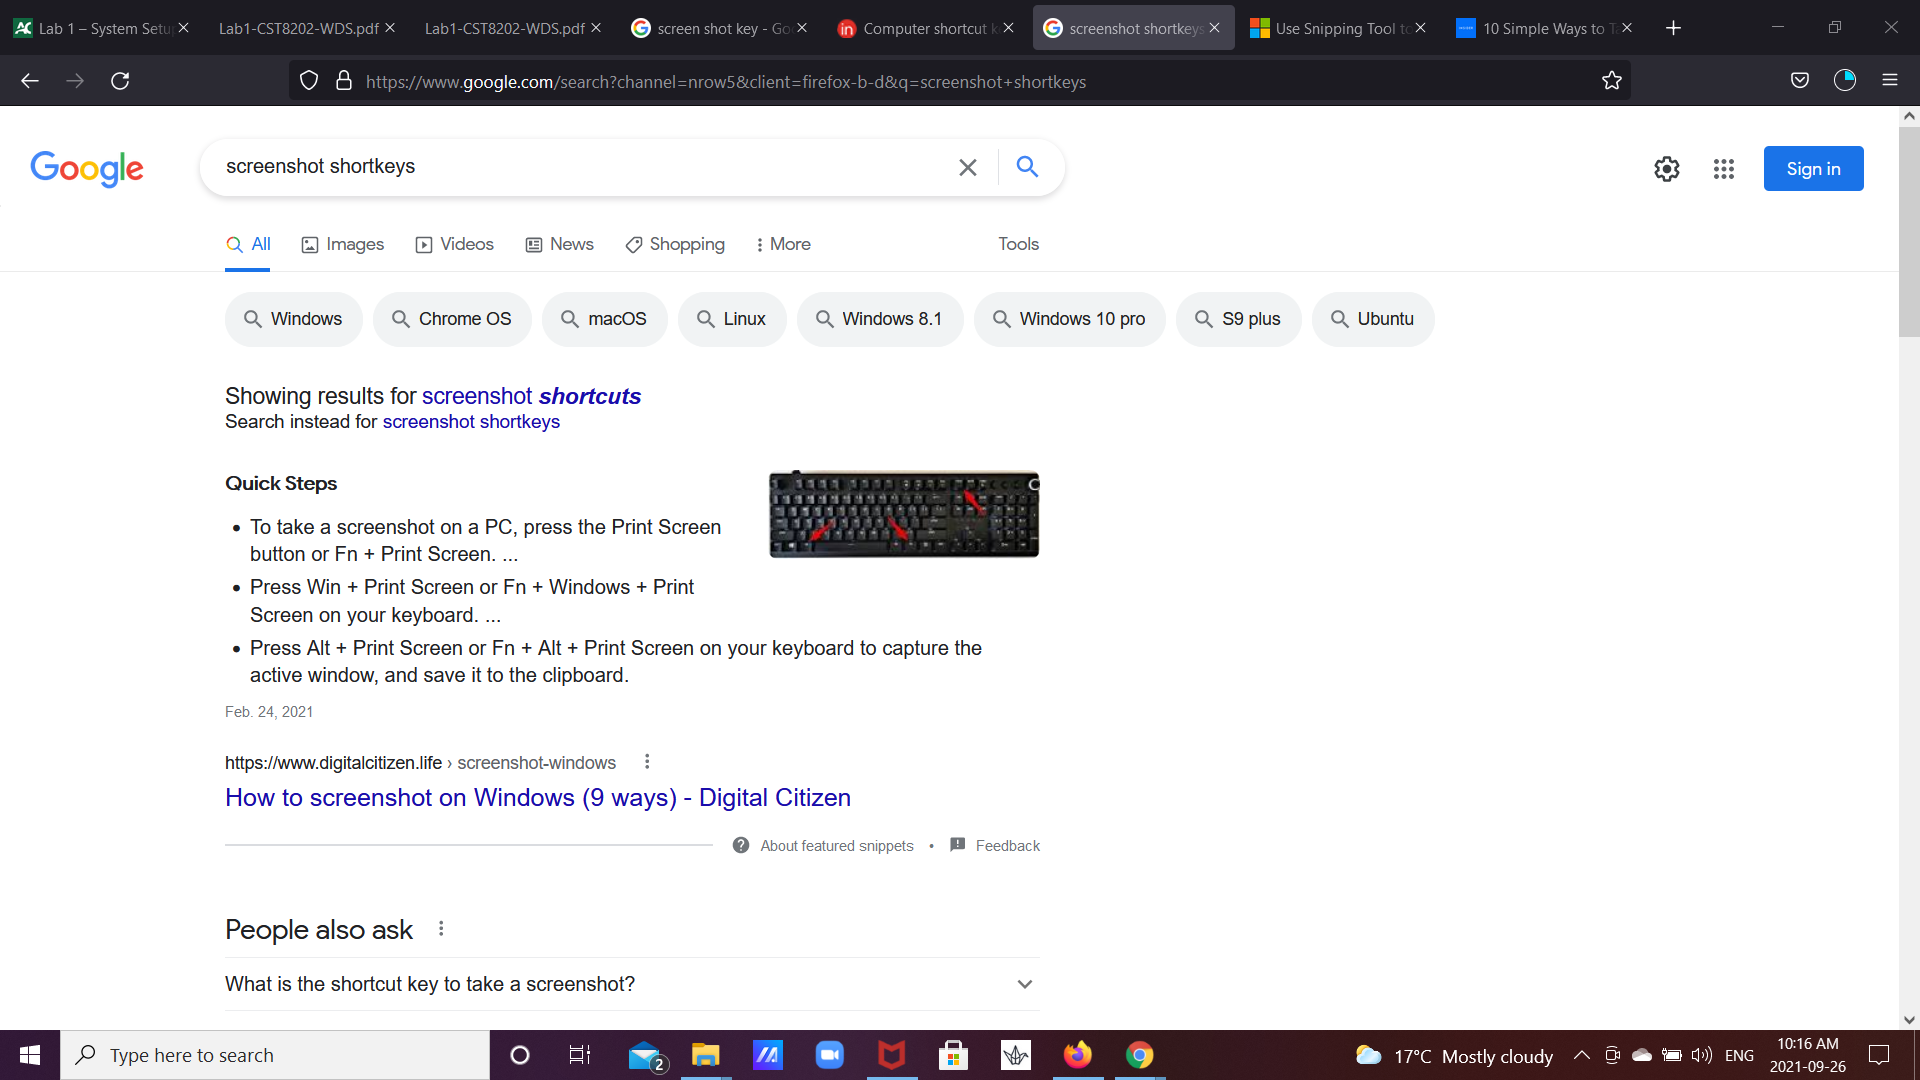 Lab 1 – System Setu
Lab1-CST8202-WDS.pdf
Lab1-CST8202-WDS.pdf
screen shot key - Go
Computer shortcut k
screenshot shortkeys
Use Snipping Tool to
10 Simple Ways to T
https://www.google.com/search?channel=nrow5&client=firefox-b-d&q=screenshot+shortkeys
Google
screenshot shortkeys
Sign in
All
Images
Videos
News
Shopping
More
Tools
Windows
Chrome OS
macOS
Linux
Windows 8.1
Windows 10 pro
S9 plus
Ubuntu
Showing results for screenshot shortcuts
Search instead for screenshot shortkeys
Quick Steps
To take a screenshot on a PC, press the Print Screen
button or Fn + Print Screen. ...
Press Win + Print Screen or Fn + Windows + Print
Screen on your keyboard. ...
Press Alt + Print Screen or Fn + Alt + Print Screen on your keyboard to capture the
active window, and save it to the clipboard.
Feb. 24, 2021
https://www.digitalcitizen.life › screenshot-windows
How to screenshot on Windows (9 ways) - Digital Citizen
About featured snippets • Feedback
People also ask
What is the shortcut key to take a screenshot?
Type here to search
2
17°C Mostly cloudy
ENG
10:16 AM
2021-09-26